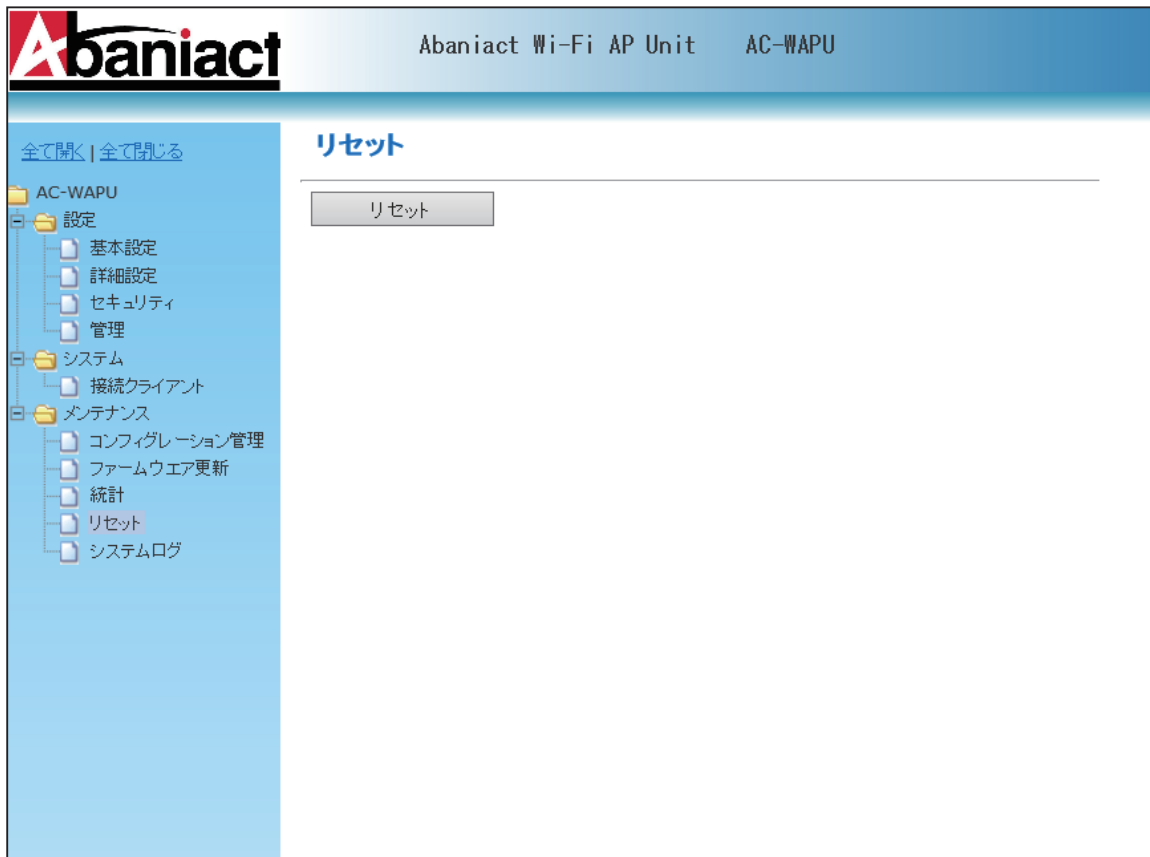 Abaniact
Abaniact Wi-Fi AP Unit AC-WAPU
全て開く | 全て閉じる
AC-WAPU
設定
基本設定
詳細設定
セキュリティ
管理
システム
接続クライアント
メンテナンス
コンフィグレーション管理
ファームウエア更新
統計
リセット
システムログ
リセット
リセット